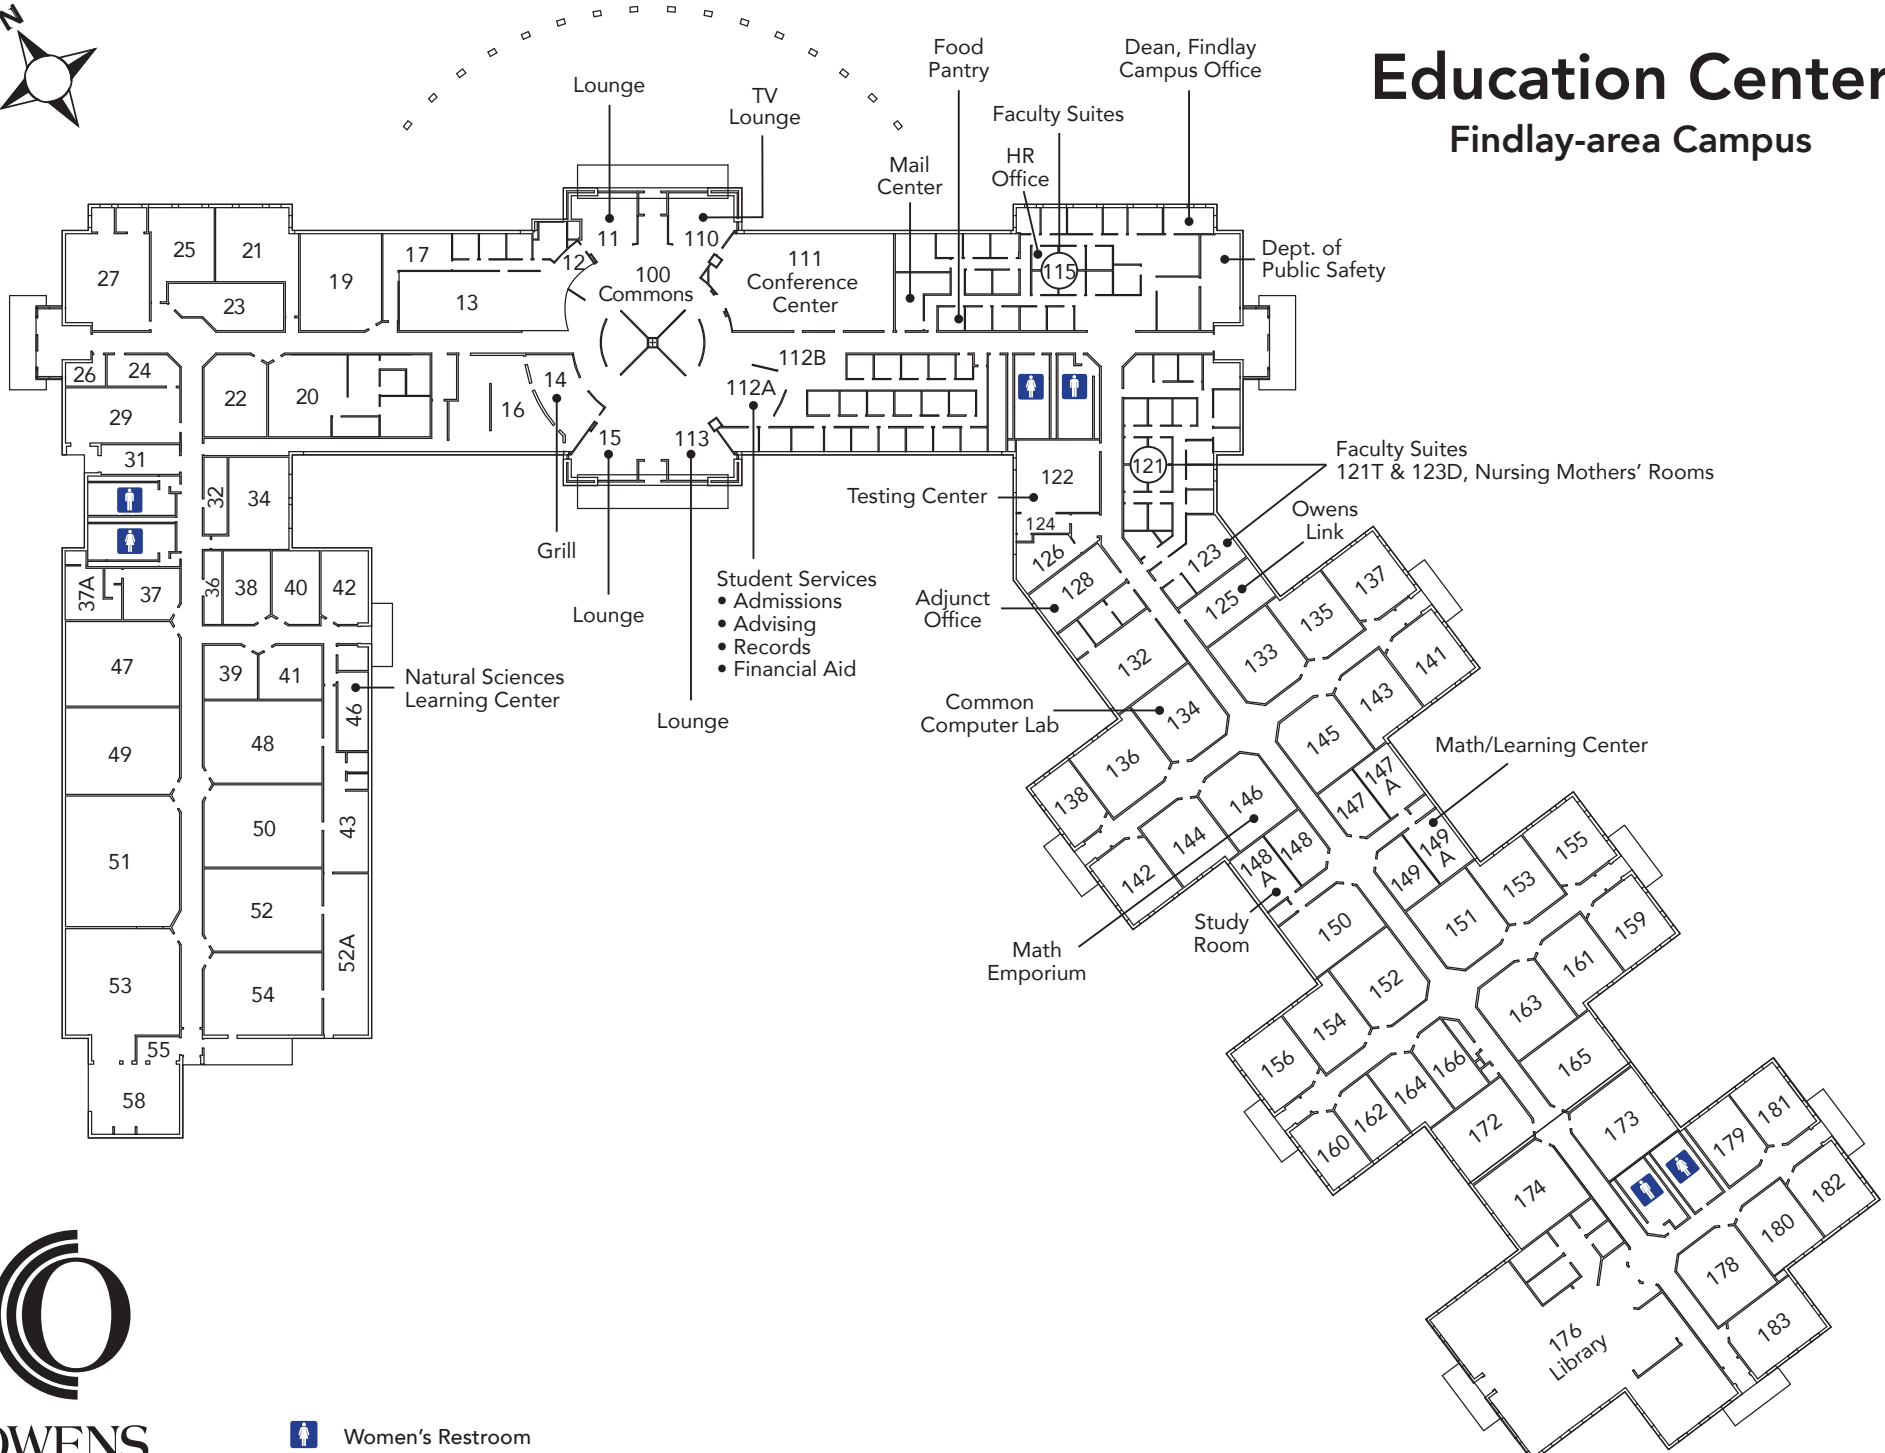 N
Education Center
Findlay-area Campus
Lounge
TV
Lounge
Food
Pantry
Dean, Findlay
Campus Office
Faculty Suites
HR
Office
Mail
Center
Dept. of
Public Safety
27
25
21
23
19
17
13
12
11
110
100
Commons
111
Conference
Center
115
26
24
29
31
22
20
16
14
15
113
112A
112B
32
34
122
Testing Center
124
121
Faculty Suites
121T & 123D, Nursing Mothers' Rooms
Owens
Link
123
125
126
128
Adjunct
Office
Grill
Lounge
Lounge
Student Services
• Admissions
• Advising
• Records
• Financial Aid
37A
37
36
38
40
42
47
39
41
46
Natural Sciences
Learning Center
49
48
51
50
43
52
52A
53
54
55
58
132
133
135
137
134
Common
Computer Lab
136
138
141
143
145
142
144
146
147
147
A
Math/Learning Center
148
148
A
149
149
A
Study
Room
Math
Emporium
150
151
153
155
152
154
156
159
161
163
160
162
164
166
165
172
173
174
179
181
182
180
178
183
176
Library
OWENS
Women's Restroom